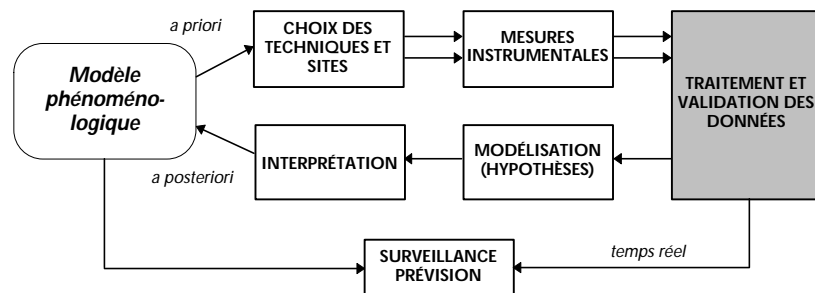 a priori
CHOIX DES
TECHNIQUES ET
SITES
MESURES
INSTRUMENTALES
TRAITEMENT ET
VALIDATION DES
DONNÉES
Modèle
phénoméno-
logique
INTERPRÉTATION
MODÉLISATION
(HYPOTHÈSES)
a posteriori
SURVEILLANCE
PRÉVISION
temps réel